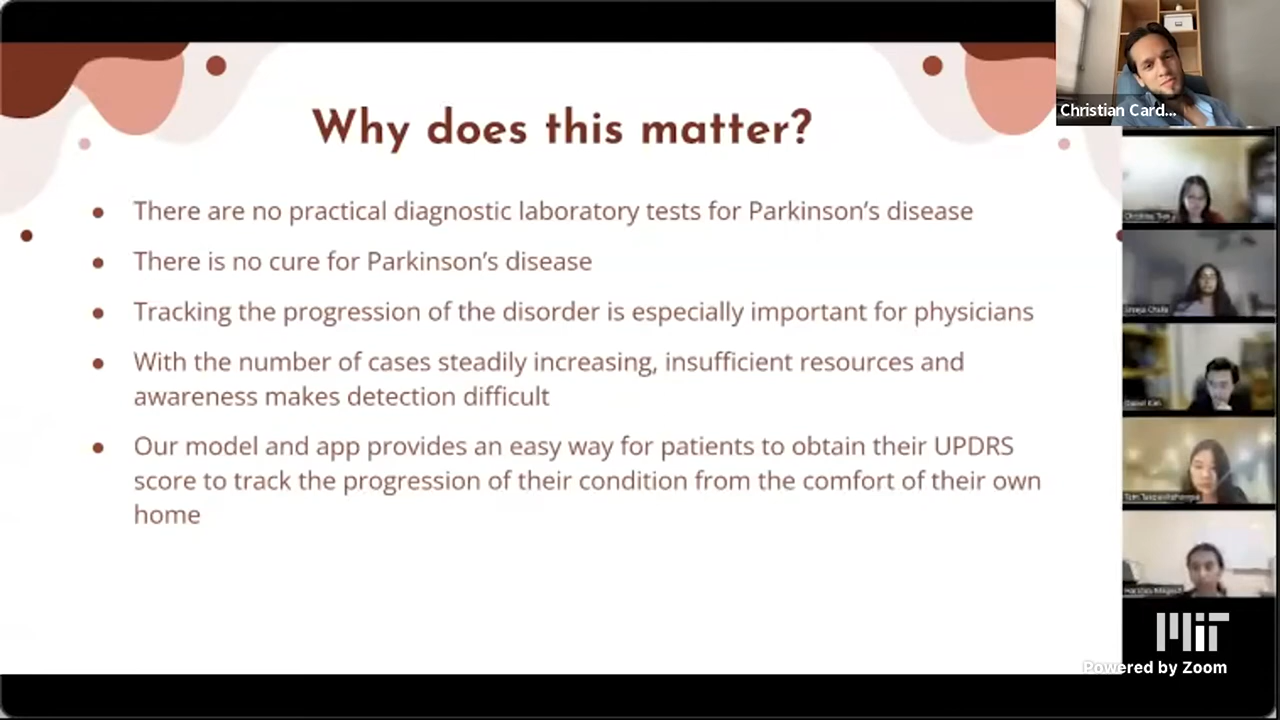 Why does this matter?
There are no practical diagnostic laboratory tests for Parkinson’s disease
There is no cure for Parkinson’s disease
Tracking the progression of the disorder is especially important for physicians
With the number of cases steadily increasing, insufficient resources and
awareness makes detection difficult
Our model and app provides an easy way for patients to obtain their UPDRS
score to track the progression of their condition from the comfort of their own
home
Christian Card...
MIT
Powered by Zoom